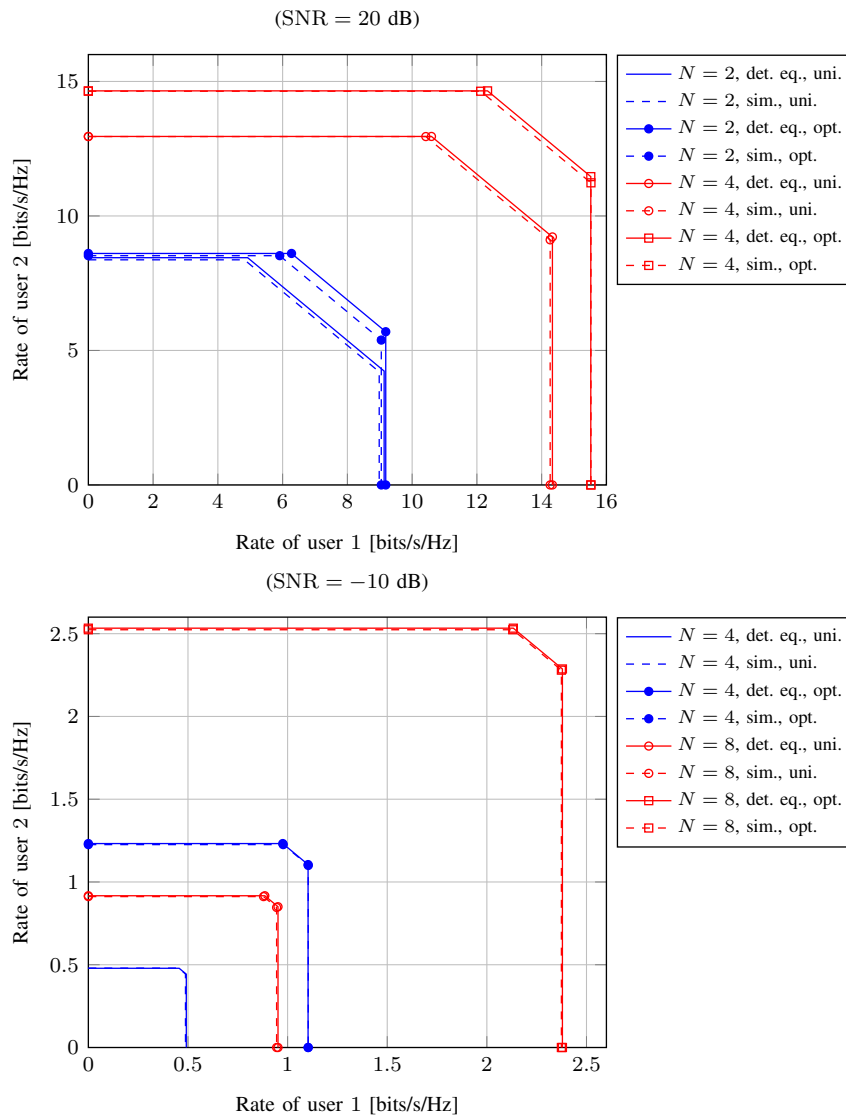 (SNR = 20 dB)
15
10
5
0
0 2 4 6 8 10 12 14 16
Rate of user 2 [bits/s/Hz]
Rate of user 1 [bits/s/Hz]
N = 2, det. eq., uni.
N = 2, sim., uni.
N = 2, det. eq., opt.
N = 2, sim., opt.
N = 4, det. eq., uni.
N = 4, sim., uni.
N = 4, det. eq., opt.
N = 4, sim., opt.
(SNR = −10 dB)
2.5
2
1.5
1
0.5
0
0 0.5 1 2 2.5
Rate of user 2 [bits/s/Hz]
Rate of user 1 [bits/s/Hz]
N = 4, det. eq., uni.
N = 4, sim., uni.
N = 4, det. eq., opt.
N = 4, sim., opt.
N = 8, det. eq., uni.
N = 8, sim., uni.
N = 8, det. eq., opt.
N = 8, sim., opt.